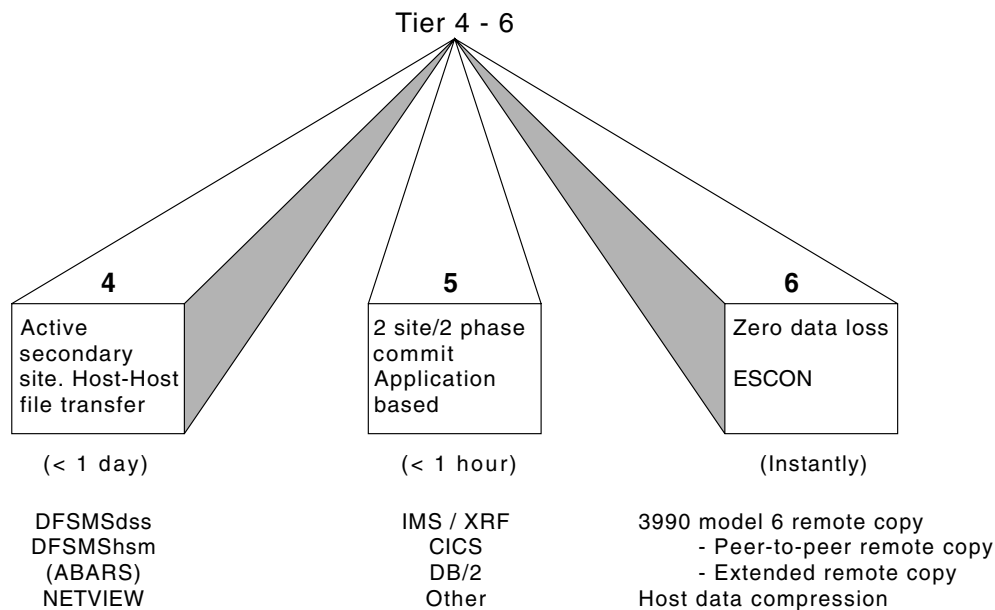 Tier 4 - 6
4
Active
secondary
site. Host-Host
file transfer
(< 1 day)
DFSMSdss
DFSMShsm
(ABARS)
NETVIEW
5
2 site/2 phase
commit
Application
based
(< 1 hour)
IMS / XRF
CICS
DB/2
Other
6
Zero data loss
ESCON
(Instantly)
3990 model 6 remote copy
- Peer-to-peer remote copy
- Extended remote copy
Host data compression